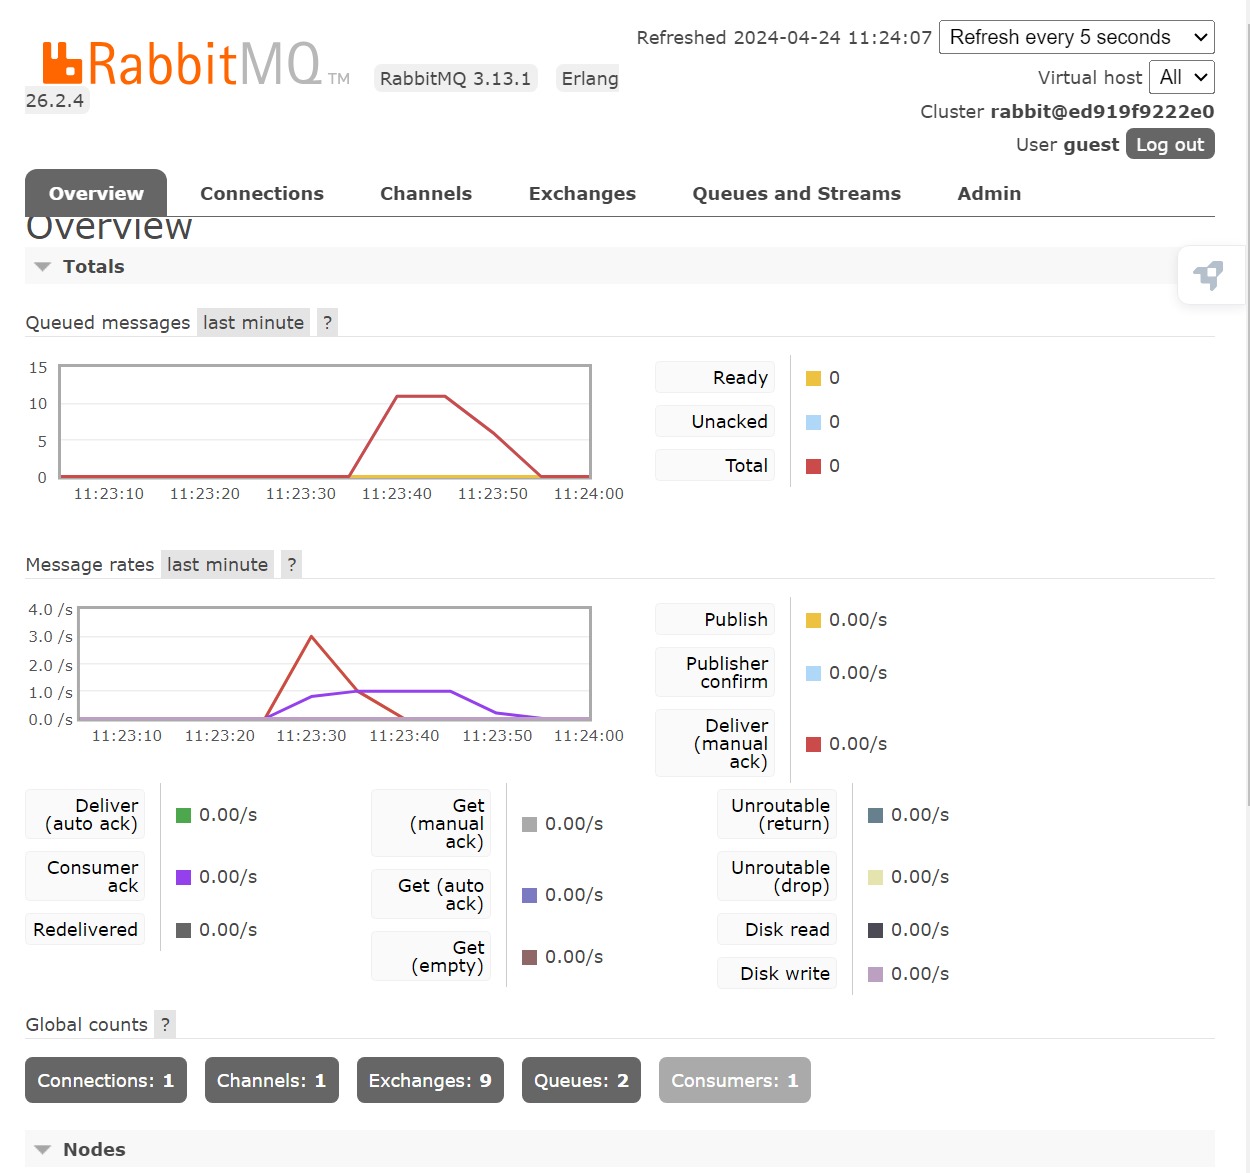 RabbitMQ TM RabbitMQ 3.13.1 Erlang
26.2.4
Refreshed 2024-04-24 11:24:07 Refresh every 5 seconds
Virtual host All
Cluster rabbit@ed919f9222e0
User guest Log out
Overview Connections Channels Exchanges Queues and Streams Admin
Overview
Totals
Queued messages last minute ?
15
10
5
0
11:23:10 11:23:20 11:23:30 11:23:40 11:23:50 11:24:00
Ready 0
Unacked 0
Total 0
Message rates last minute ?
4.0 /s
3.0 /s
2.0 /s
1.0 /s
0.0 /s
11:23:10 11:23:20 11:23:30 11:23:40 11:23:50 11:24:00
Publish 0.00/s
Publisher
confirm 0.00/s
Deliver
(manual
ack) 0.00/s
Deliver
(auto ack) 0.00/s
Consumer
ack 0.00/s
Redelivered 0.00/s
Get
(manual
ack) 0.00/s
Get (auto
ack) 0.00/s
Get
(empty) 0.00/s
Unroutable
(return) 0.00/s
Unroutable
(drop) 0.00/s
Disk read 0.00/s
Disk write 0.00/s
Global counts ?
Connections: 1 Channels: 1 Exchanges: 9 Queues: 2 Consumers: 1
Nodes